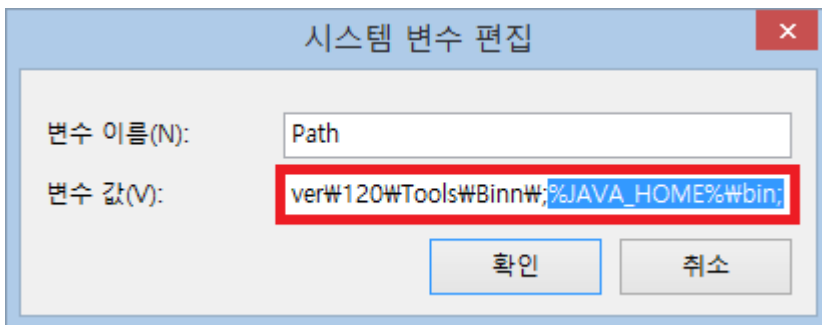 시스템 변수 편집
변수 이름(N): Path
변수 값(V): ver₩120₩Tools₩Binn₩;%JAVA_HOME%₩bin;
확인 취소